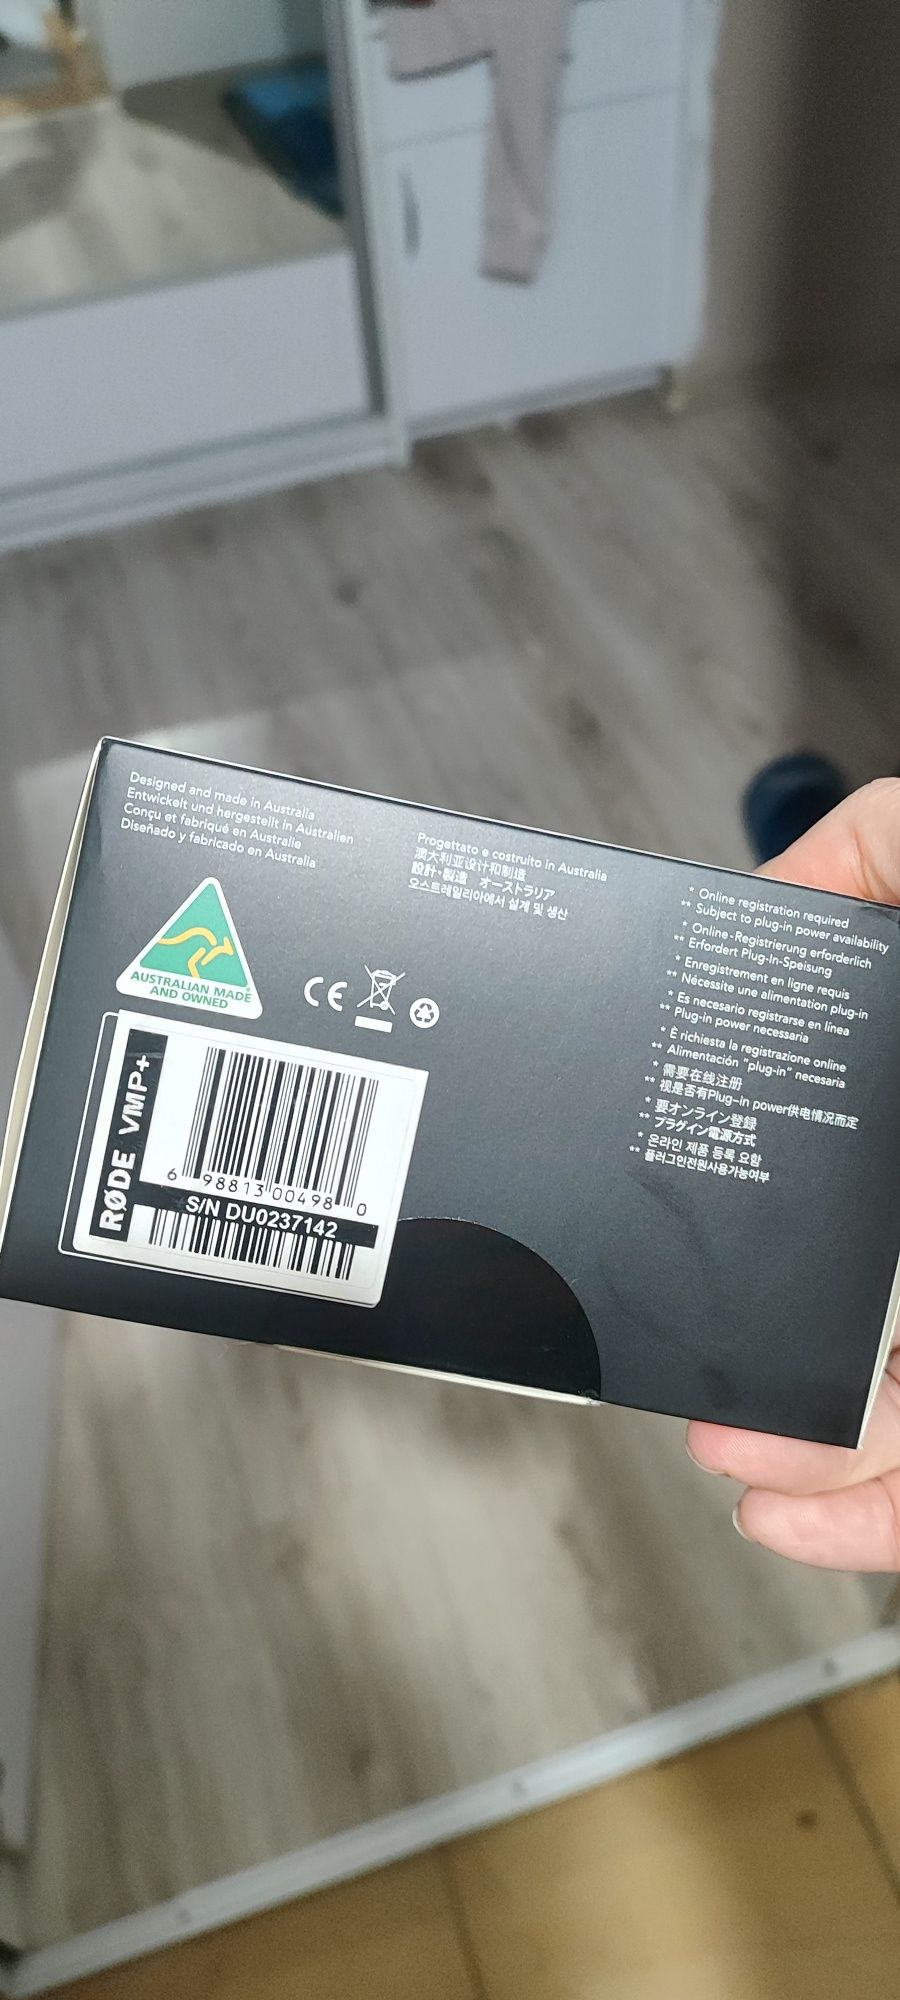 Designed and made in Australia
Entwickelt und hergestellt in Australien
Conçu et fabriqué en Australie
Diseñado y fabricado en Australia
Progettato e costruito in Australia
澳大利亚设计和制造
設計・製造 オーストラリア
오스트레일리아에서 설계 및 생산
* Online registration required
** Subject to plug-in power availability
* Online-Registrierung erforderlich
** Erfordert Plug-In-Speisung
* Enregistrement en ligne requis
** Nécessite une alimentation plug-in
* Es necesario registrarse en línea
** Plug-in power necessaria
* È richiesta la registrazione online
** Alimentación "plug-in" necesaria
* 需要在线注册
** 视是否有Plug-In power供电情况而定
* 要オンライン登録
** プラグイン電源方式
* 온라인 제품 등록 요함
** 플러그인전원사용가능여부
AUSTRALIAN MADE
AND OWNED
CE
RØDE VMP+
6 98813 00498 0
S/N DU0237142